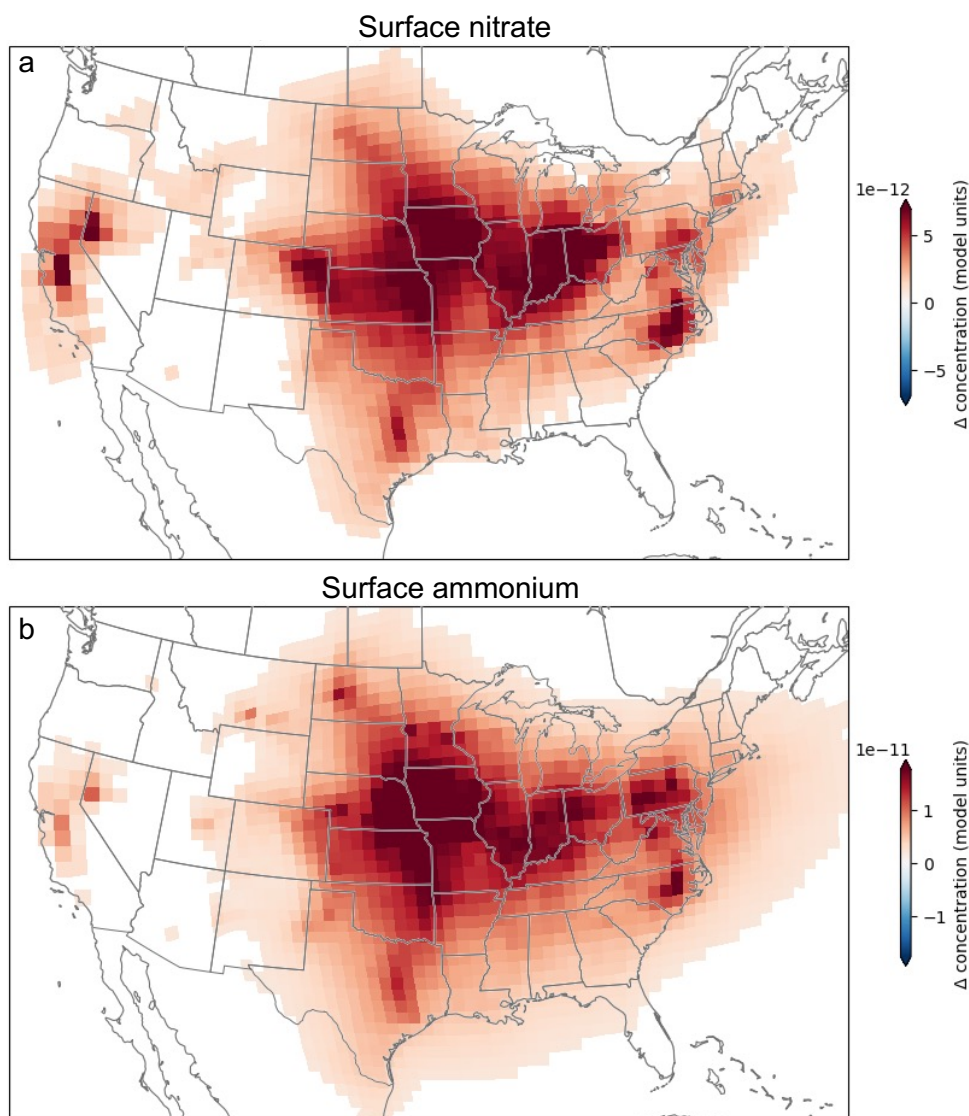 Surface nitrate
a
1e−12
5
0
−5
Δ concentration (model units)
Surface ammonium
b
1e−11
1
0
−1
Δ concentration (model units)